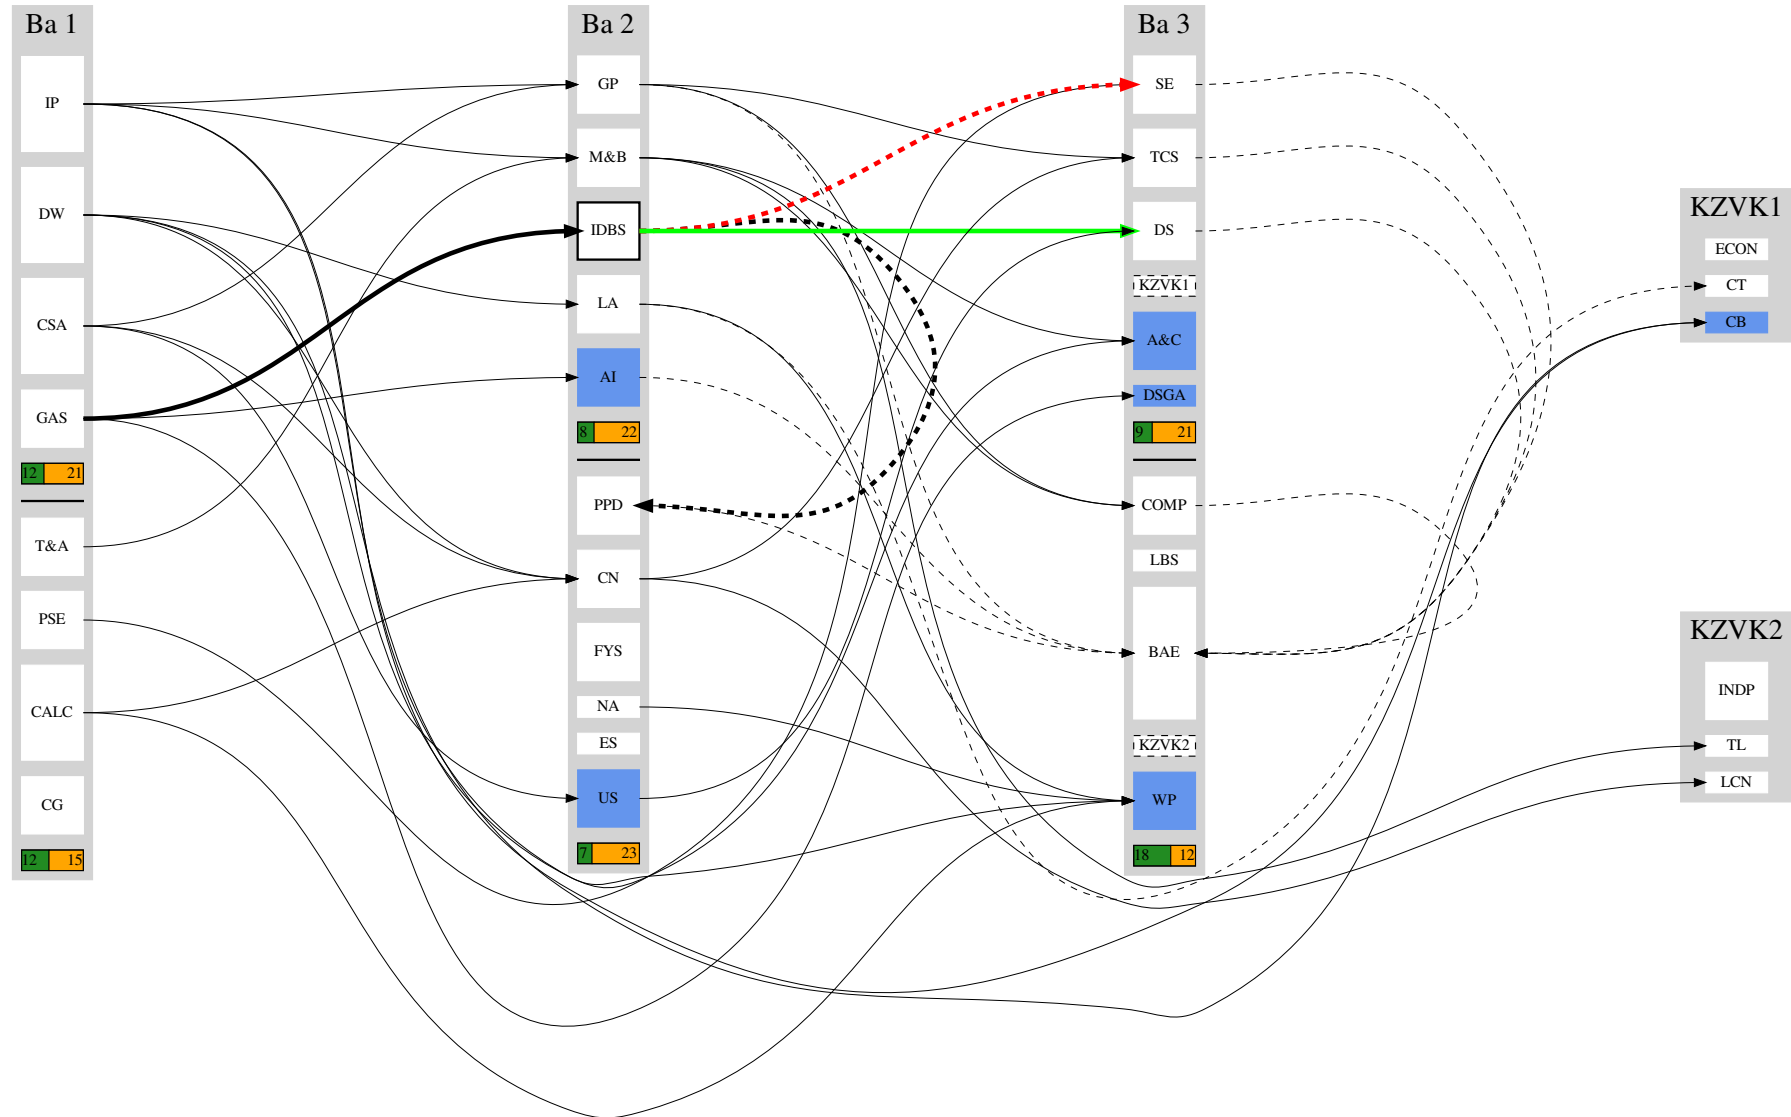 Ba 1
IP
DW
CSA
GAS
12 21
T&A
PSE
CALC
CG
12 15
Ba 2
GP
M&B
IDBS
LA
AI
8 22
PPD
CN
FYS
NA
ES
US
7 23
Ba 3
SE
TCS
DS
KZVK1
A&C
DSGA
9 21
COMP
LBS
BAE
KZVK2
WP
18 12
KZVK1
ECON
CT
CB
KZVK2
INDP
TL
LCN